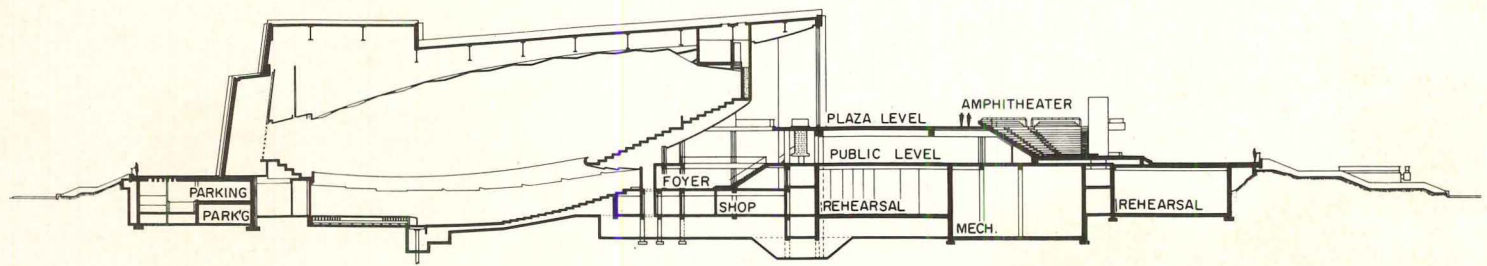 AMPHITHEATER
PLAZA LEVEL
PUBLIC LEVEL
PARKING
FOYER
PARK'G
SHOP
REHEARSAL
REHEARSAL
MECH.